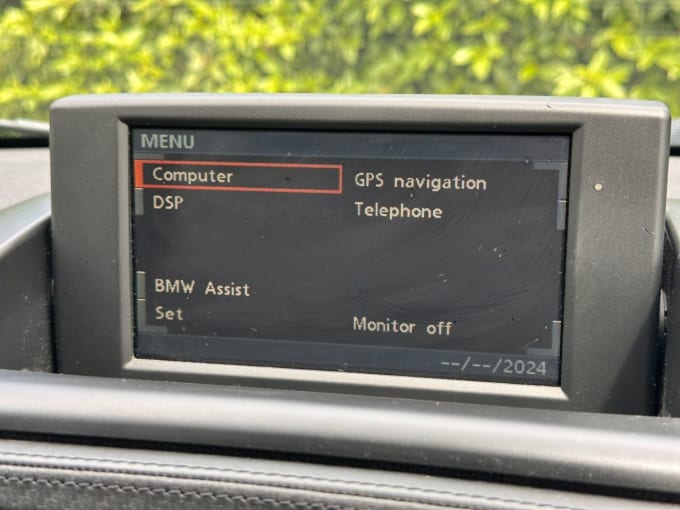 MENU
Computer
GPS navigation
DSP
Telephone
BMW Assist
Set
Monitor off
--/--/2024